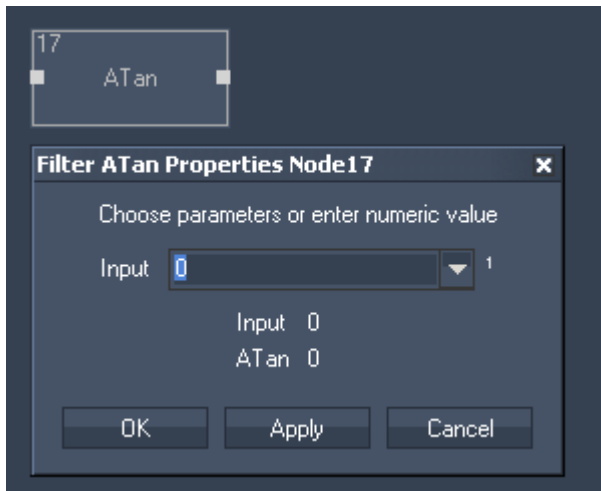 17
ATan
Filter ATan Properties Node17
Choose parameters or enter numeric value
Input 0 1
Input 0
ATan 0
OK Apply Cancel